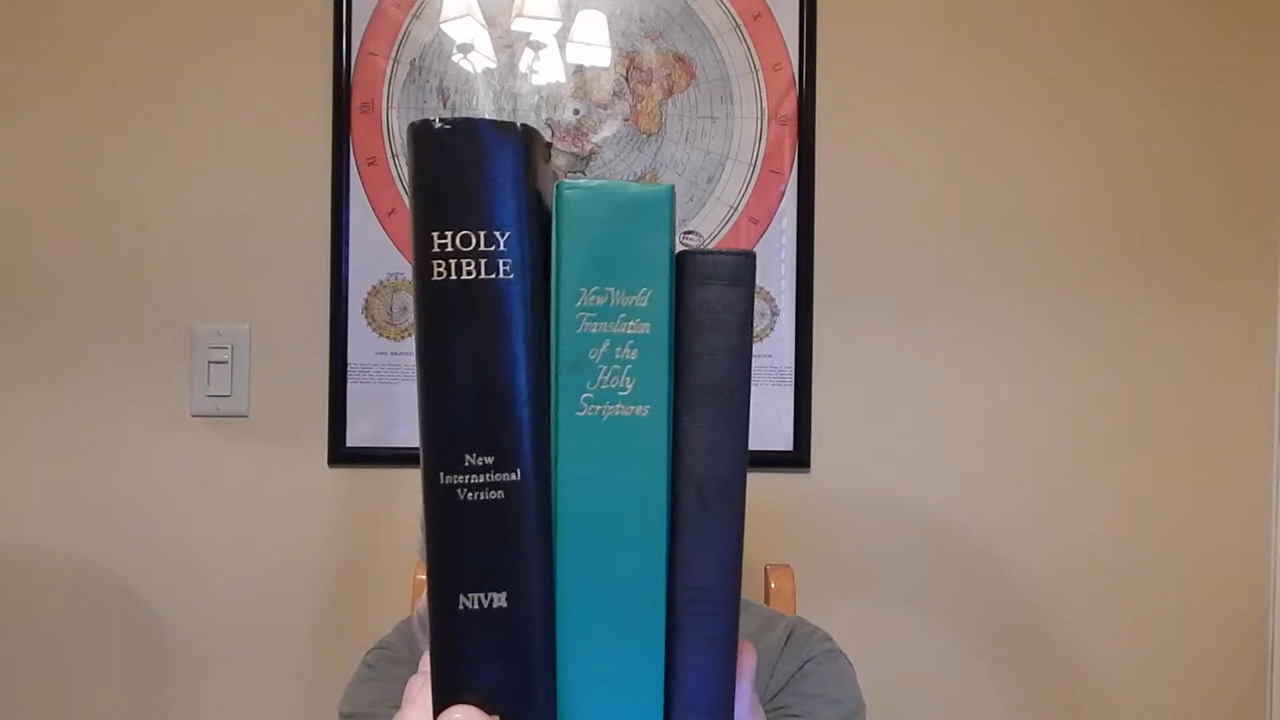 HOLY
BIBLE
New
International
Version
NIV
New World
Translation
of the
Holy
Scriptures